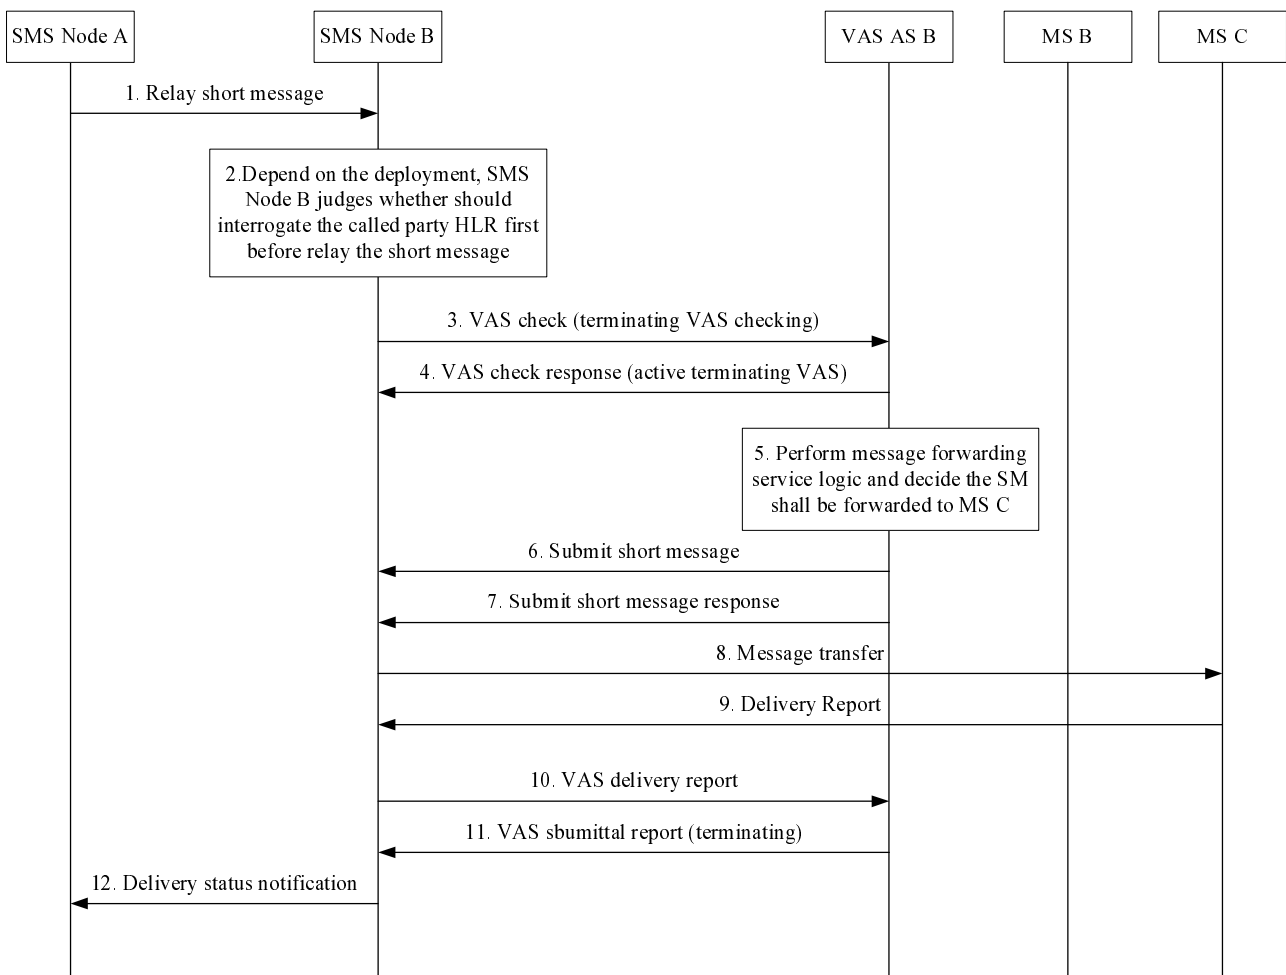 SMS Node A
SMS Node B
VAS AS B
MS B
MS C
1. Relay short message
2.Depend on the deployment, SMS
Node B judges whether should
interrogate the called party HLR first
before relay the short message
3. VAS check (terminating VAS checking)
4. VAS check response (active terminating VAS)
5. Perform message forwarding
service logic and decide the SM
shall be forwarded to MS C
6. Submit short message
7. Submit short message response
8. Message transfer
9. Delivery Report
10. VAS delivery report
11. VAS sbumittal report (terminating)
12. Delivery status notification